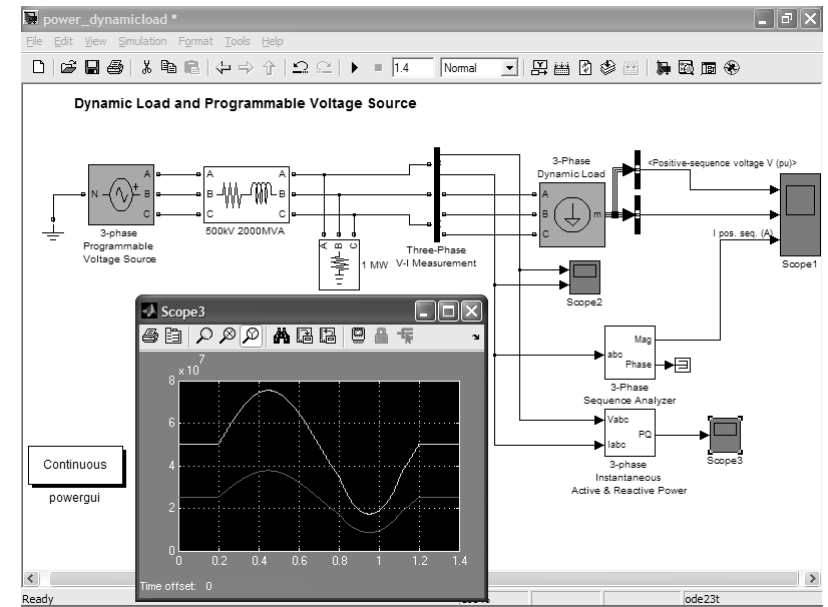 power_dynamicload *
File Edit View Simulation Format Tools Help
1.4 Normal
Dynamic Load and Programmable Voltage Source
N A B C
3-phase
Programmable
Voltage Source
A B C A B C
500kV 2000MVA
A B C
1 MW
Three-Phase
V-I Measurement
3-Phase
Dynamic Load
A
B m
C
<Positive-sequence voltage V (pu)>
I pos. seq. (A)
Scope1
Scope2
Mag
abc
Phase
3-Phase
Sequence Analyzer
Vabc
PQ
Iabc
3-phase
Instantaneous
Active & Reactive Power
Scope3
Continuous
powergui
Scope3
x 10 7
8
6
4
2
0
0 0.2 0.4 0.6 0.8 1 1.2 1.4
Time offset: 0
Ready
ode23t